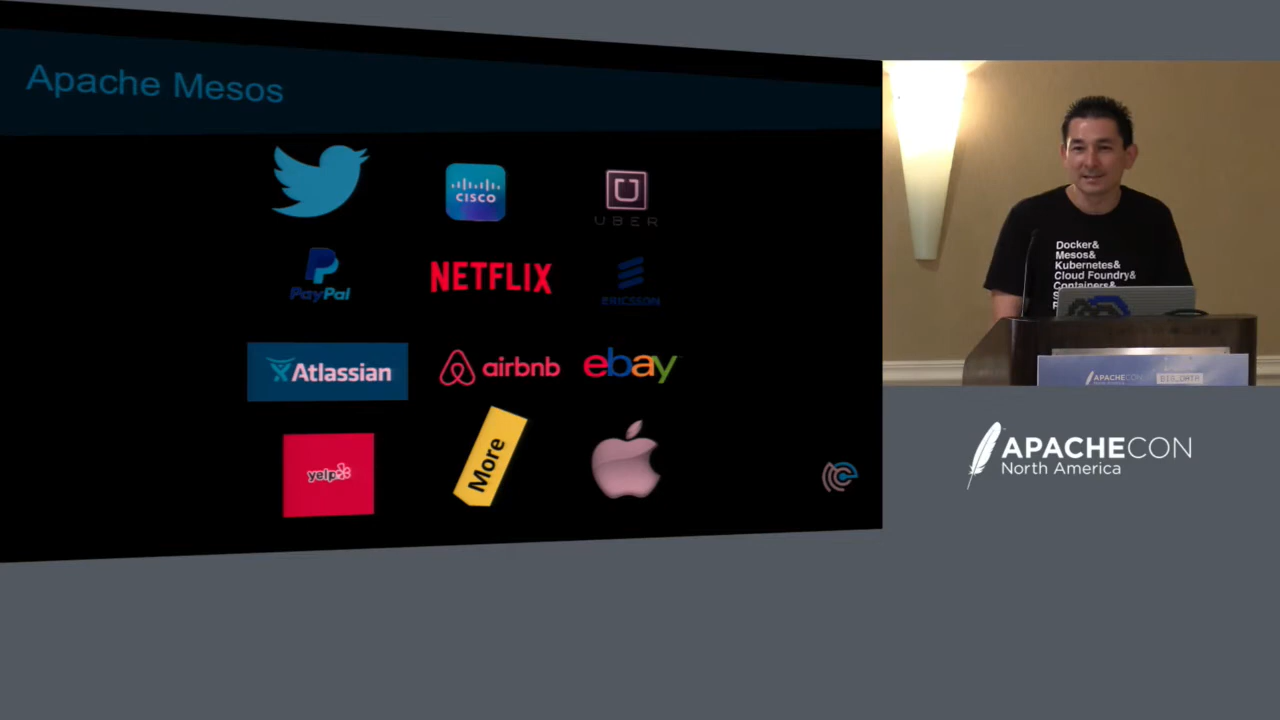 Apache Mesos
CISCO
UBER
PayPal
NETFLIX
ERICSSON
Atlassian
airbnb
ebay
yelp
More
Docker&
Mesos&
Kubernetes&
Cloud Foundry&
Containers&
APACHECON
APACHECON
North America